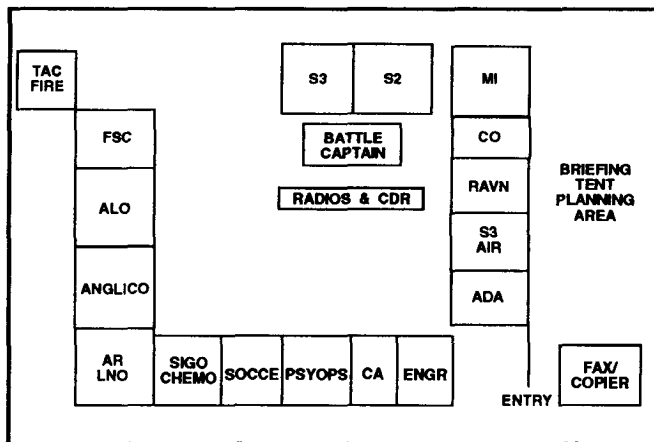 TAC
FIRE
S3
S2
MI
FSC
BATTLE
CAPTAIN
CO
ALO
RADIOS & CDR
RAVN
BRIEFING
TENT
PLANNING
AREA
S3
AIR
ANGLICO
ADA
AR
LNO
SIGO
CHEMO
SOCCE
PSYOPS
CA
ENGR
ENTRY
FAX/
COPIER